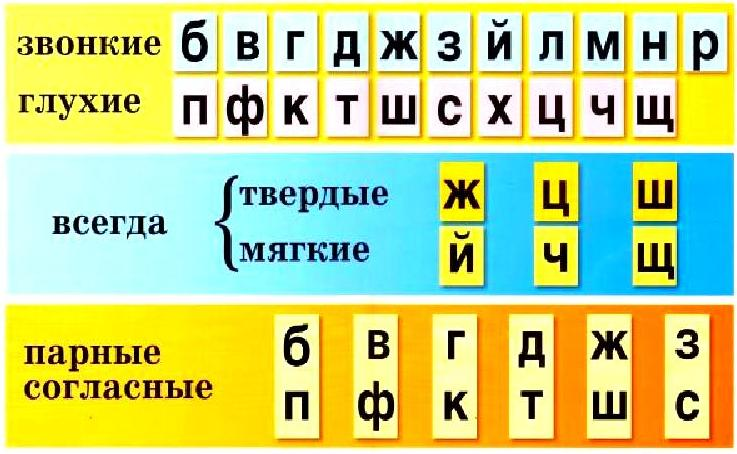 звонкие б в г д ж з й л м н р
глухие п ф к т ш с х ц ч щ
всегда { твердые ж ц ш
мягкие й ч щ
парные согласные
б в г д ж з
п ф к т ш с